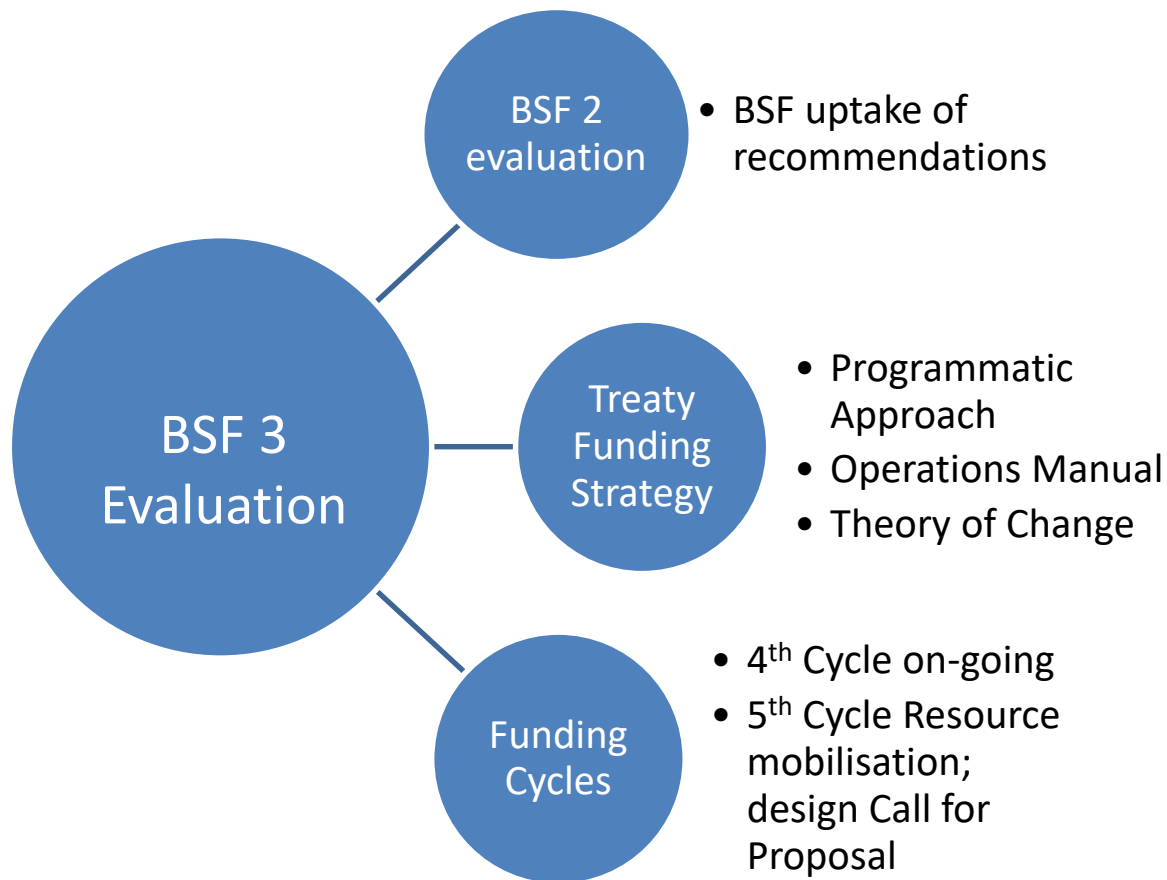 BSF 2
evaluation
• BSF uptake of
recommendations
BSF 3
Evaluation
Treaty
Funding
Strategy
• Programmatic
Approach
• Operations Manual
• Theory of Change
Funding
Cycles
• 4th Cycle on-going
• 5th Cycle Resource
mobilisation;
design Call for
Proposal